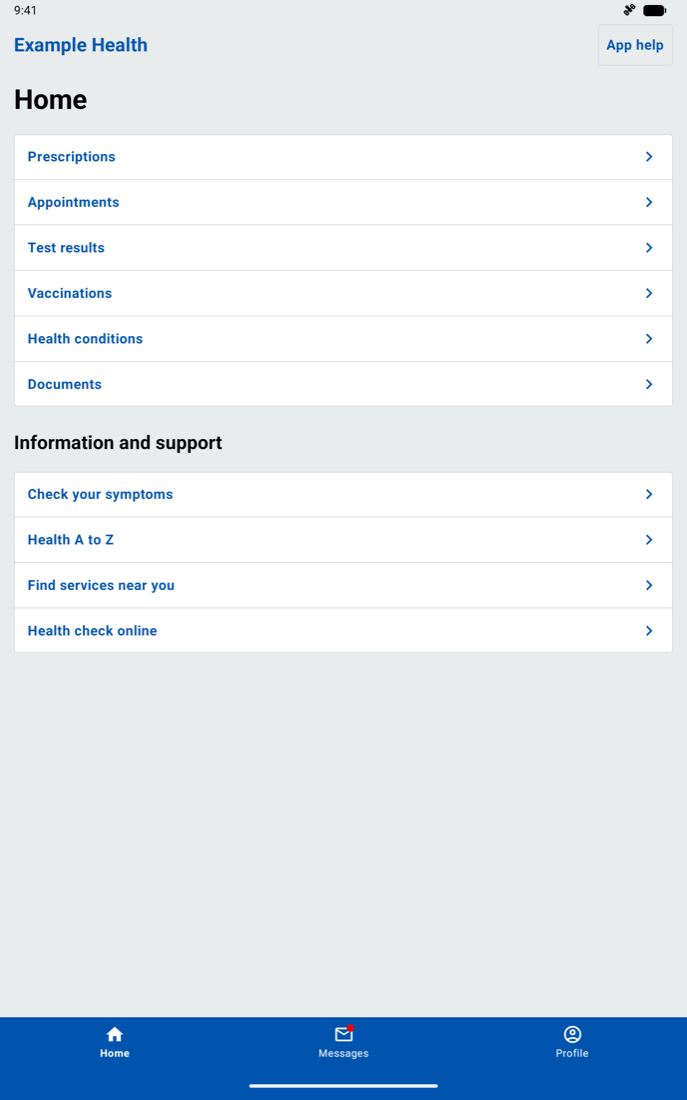 9:41
Example Health
App help
Home
Prescriptions
Appointments
Test results
Vaccinations
Health conditions
Documents
Information and support
Check your symptoms
Health A to Z
Find services near you
Health check online
Home
Messages
Profile